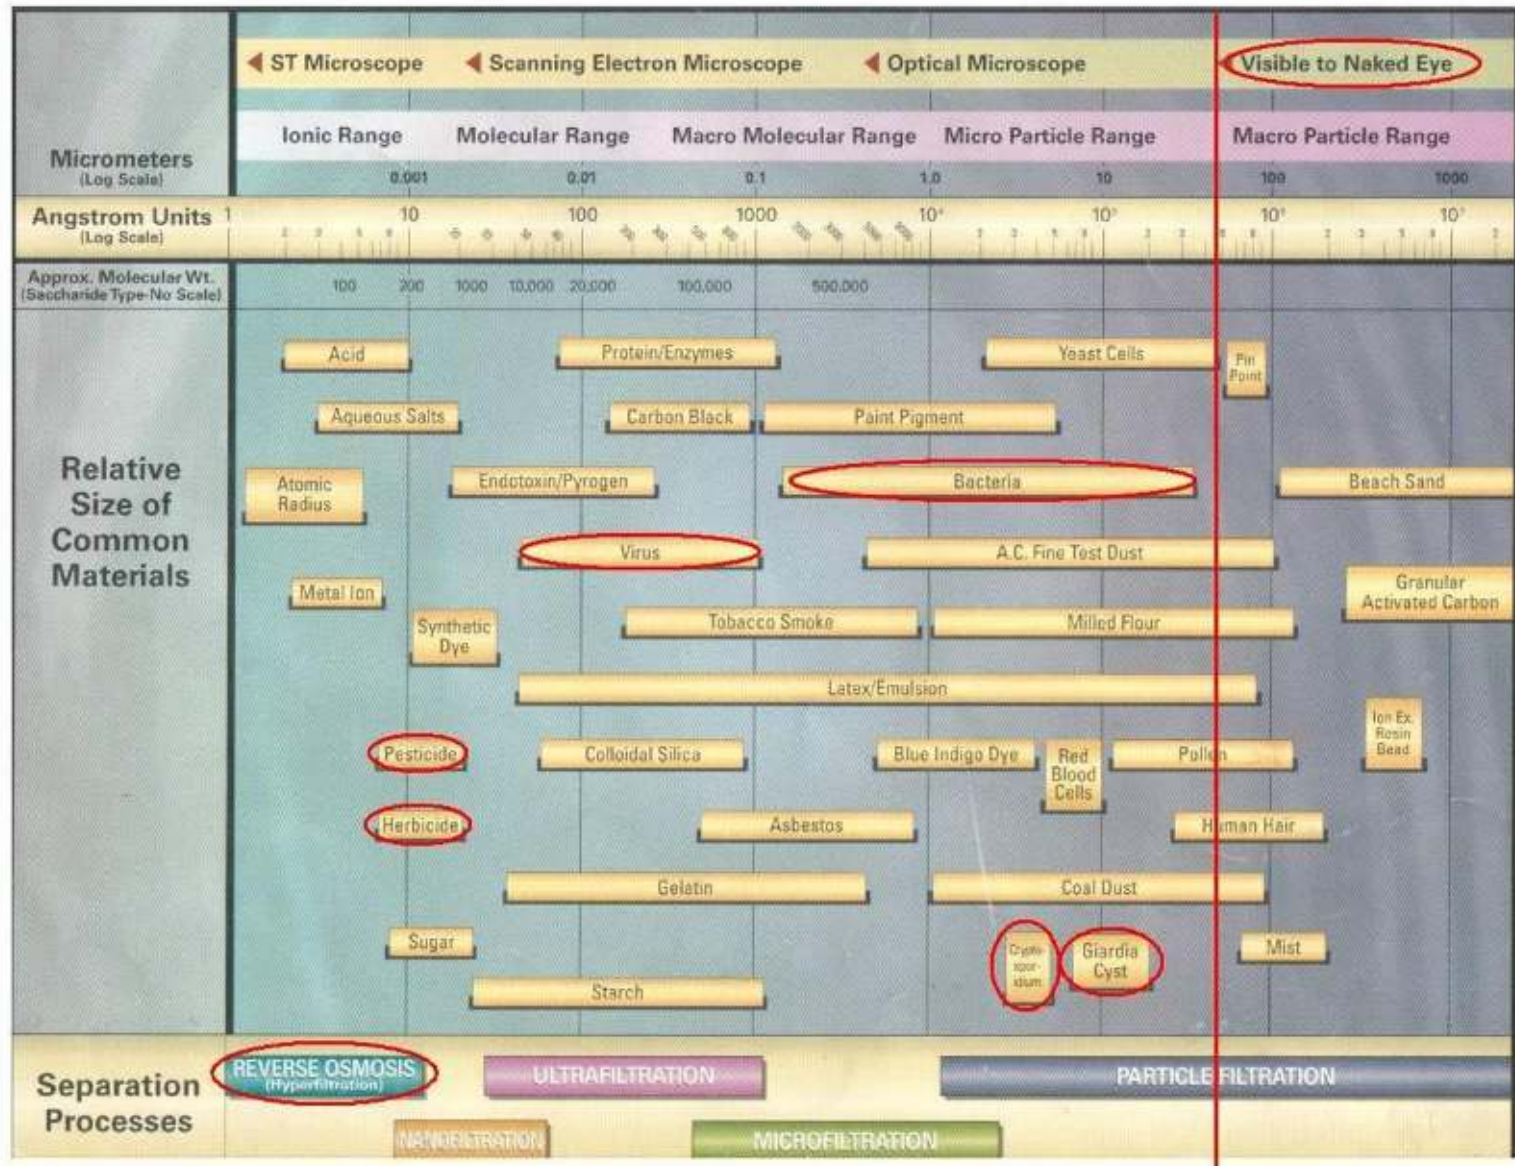 ST Microscope Scanning Electron Microscope Optical Microscope Visible to Naked Eye
Ionic Range Molecular Range Macro Molecular Range Micro Particle Range Macro Particle Range
Micrometers
(Log Scale)
0.001 0.01 0.1 1.0 10 100 1000
Angstrom Units
(Log Scale)
1 10 100 1000
Approx. Molecular Wt.
(Saccharide Type-No Scale)
100 200 1000 10,000 20,000 100,000 500,000
Relative
Size of
Common
Materials
Acid
Protein/Enzymes
Yeast Cells
Pin
Point
Aqueous Salts
Carbon Black
Paint Pigment
Atomic
Radius
Endotoxin/Pyrogen
Bacteria
Beach Sand
Virus
A.C. Fine Test Dust
Granular
Activated Carbon
Metal Ion
Synthetic
Dye
Tobacco Smoke
Milled Flour
Latex/Emulsion
Ion Ex.
Resin
Bead
Pesticide
Colloidal Silica
Blue Indigo Dye
Red
Blood
Cells
Pollen
Herbicide
Asbestos
Human Hair
Gelatin
Coal Dust
Sugar
Crypto-
spor-
idium
Giardia
Cyst
Mist
Starch
Separation
Processes
REVERSE OSMOSIS
(Hyperfiltration)
ULTRAFILTRATION
PARTICLE FILTRATION
NANOFILTRATION
MICROFILTRATION